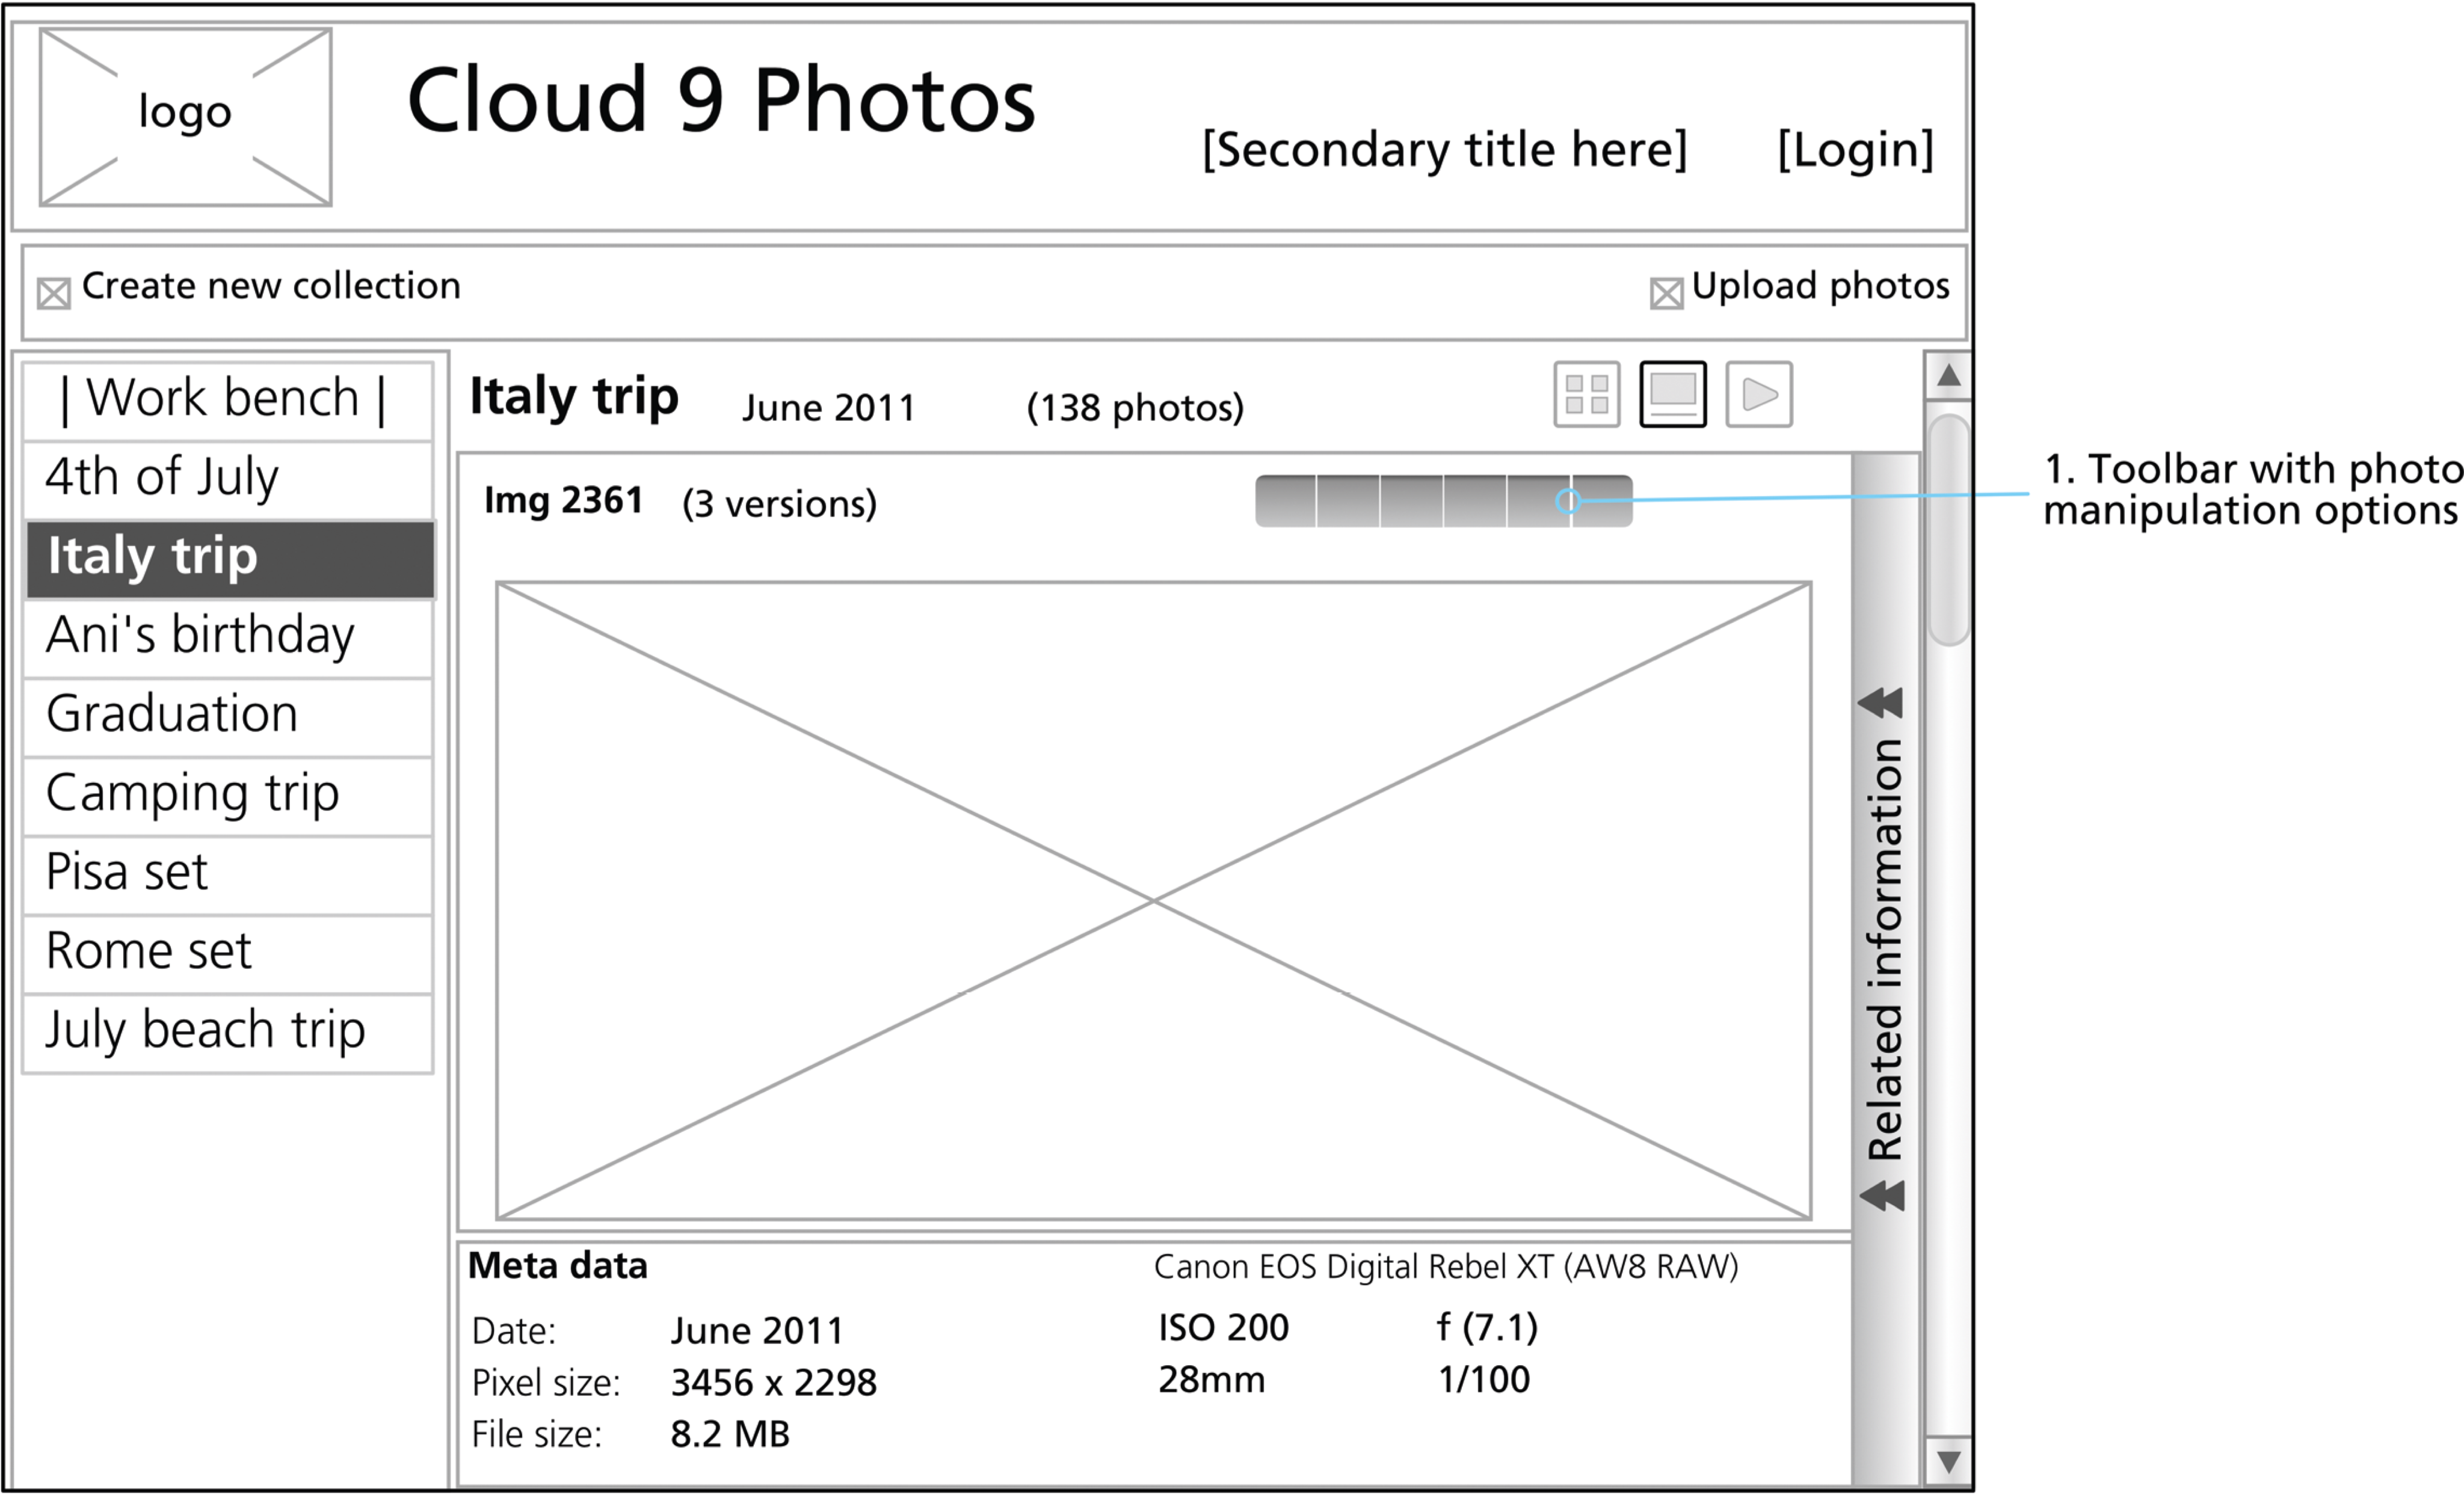 logo
Cloud 9 Photos
[Secondary title here] [Login]
Create new collection
Upload photos
| Work bench |
4th of July
Italy trip
Ani's birthday
Graduation
Camping trip
Pisa set
Rome set
July beach trip
Italy trip June 2011 (138 photos)
Img 2361 (3 versions)
1. Toolbar with photo
manipulation options
Related information
Meta data
Date: June 2011
Pixel size: 3456 x 2298
File size: 8.2 MB
Canon EOS Digital Rebel XT (AW8 RAW)
ISO 200 f (7.1)
28mm 1/100